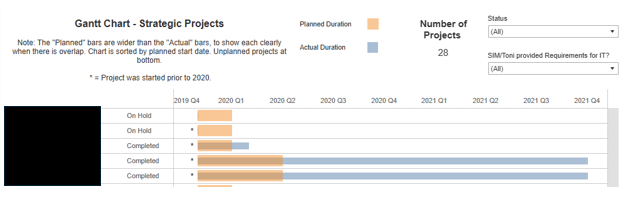 Gantt Chart - Strategic Projects
Note: The "Planned" bars are wider than the "Actual" bars, to show each clearly
when there is overlap. Chart is sorted by planned start date. Unplanned projects at
bottom.
* = Project was started prior to 2020.
Planned Duration
Actual Duration
Number of
Projects
28
Status
(All)
SIM/Toni provided Requirements for IT?
(All)
2019 Q4 2020 Q1 2020 Q2 2020 Q3 2020 Q4 2021 Q1 2021 Q2 2021 Q3 2021 Q4
On Hold
On Hold *
Completed *
Completed *
Completed *